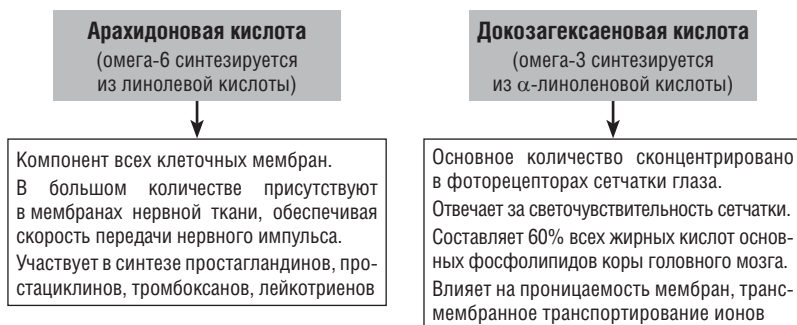 Арахидоновая кислота
(омега-6 синтезируется
из линолевой кислоты)
Компонент всех клеточных мембран.
В большом количестве присутствуют
в мембранах нервной ткани, обеспечивая
скорость передачи нервного импульса.
Участвует в синтезе простагландинов, про-
стациклинов, тромбоксанов, лейкотриенов
Докозагексаеновая кислота
(омега-3 синтезируется
из α-линоленовой кислоты)
Основное количество сконцентрировано
в фоторецепторах сетчатки глаза.
Отвечает за светочувствительность сетчатки.
Составляет 60% всех жирных кислот основ-
ных фосфолипидов коры головного мозга.
Влияет на проницаемость мембран, транс-
мембранное транспортирование ионов